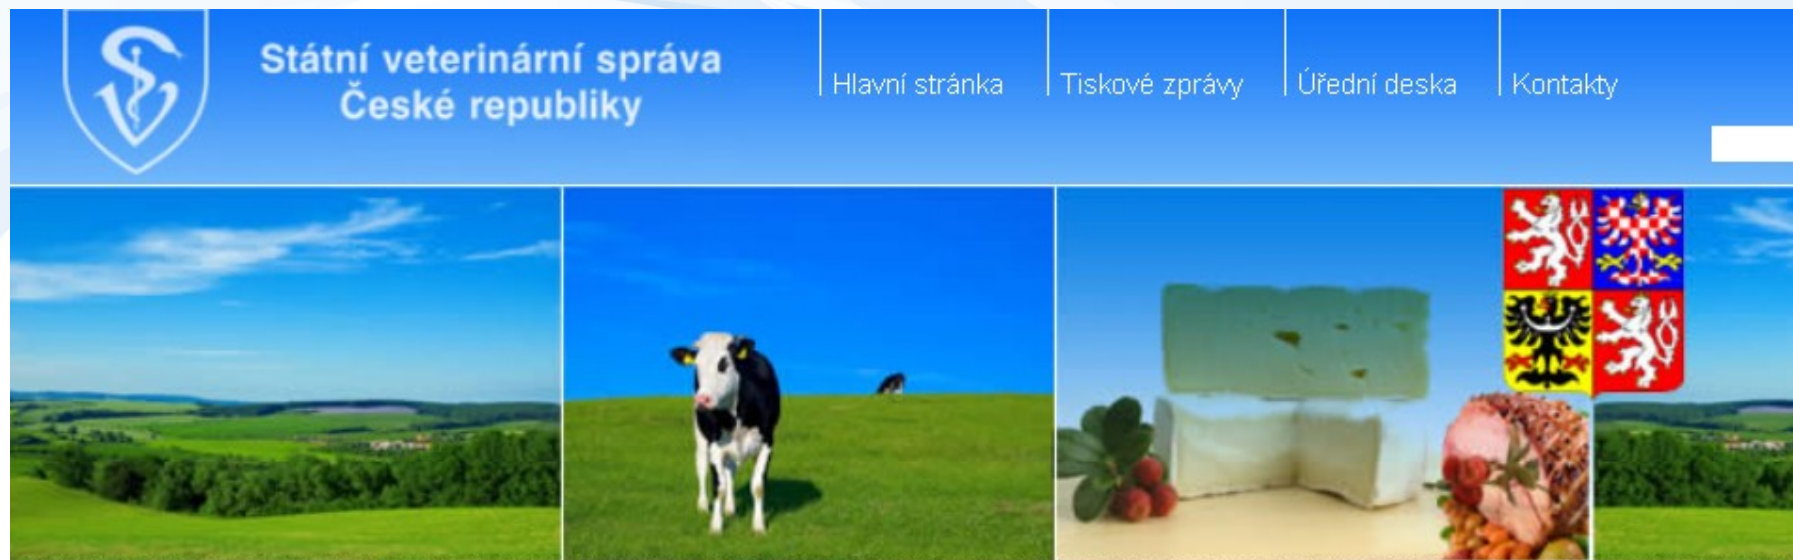 Státní veterinární správa
České republiky
Hlavní stránka
Tiskové zprávy
Úřední deska
Kontakty